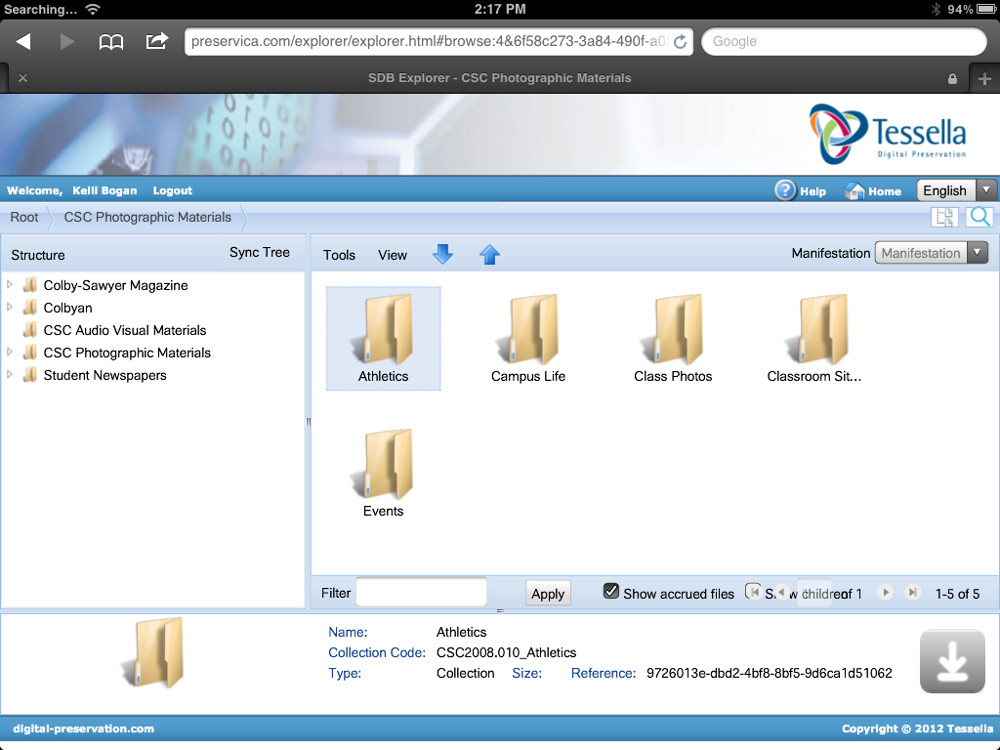 Searching... 2:17 PM 94%
preservica.com/explorer/explorer.html#browse:4&6f58c273-3a84-490f-a0 Google
SDB Explorer - CSC Photographic Materials
Tessella
Digital Preservation
Welcome, Kelli Bogan Logout Help Home English
Root CSC Photographic Materials
Structure Sync Tree Tools View Manifestation Manifestation
Colby-Sawyer Magazine
Colbyan
CSC Audio Visual Materials
CSC Photographic Materials
Student Newspapers
Athletics Campus Life Class Photos Classroom Sit...
Events
Filter Apply Show accrued files children of 1 1-5 of 5
Name: Athletics
Collection Code: CSC2008.010_Athletics
Type: Collection Size: Reference: 9726013e-dbd2-4bf8-8bf5-9d6ca1d51062
digital-preservation.com Copyright © 2012 Tessella